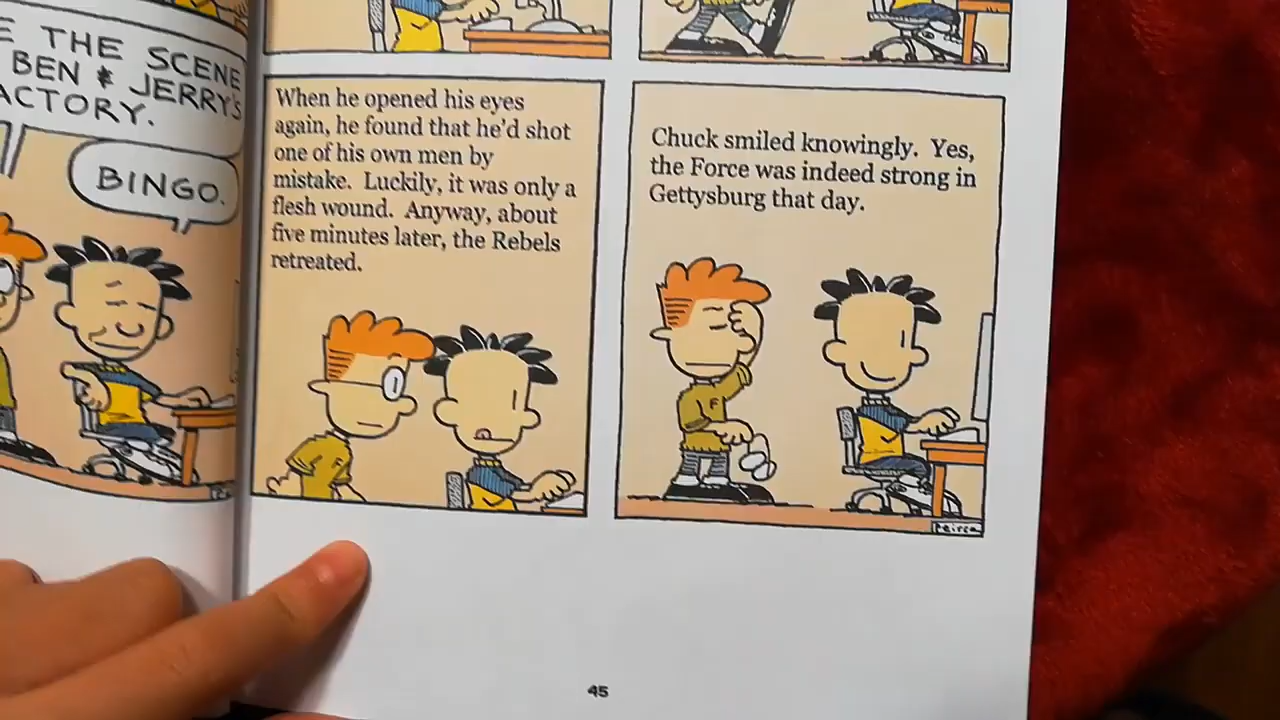 THE SCENE
BEN & JERRY'S
FACTORY.
BINGO.
When he opened his eyes
again, he found that he'd shot
one of his own men by
mistake. Luckily, it was only a
flesh wound. Anyway, about
five minutes later, the Rebels
retreated.
Chuck smiled knowingly. Yes,
the Force was indeed strong in
Gettysburg that day.
F
Peirce
45